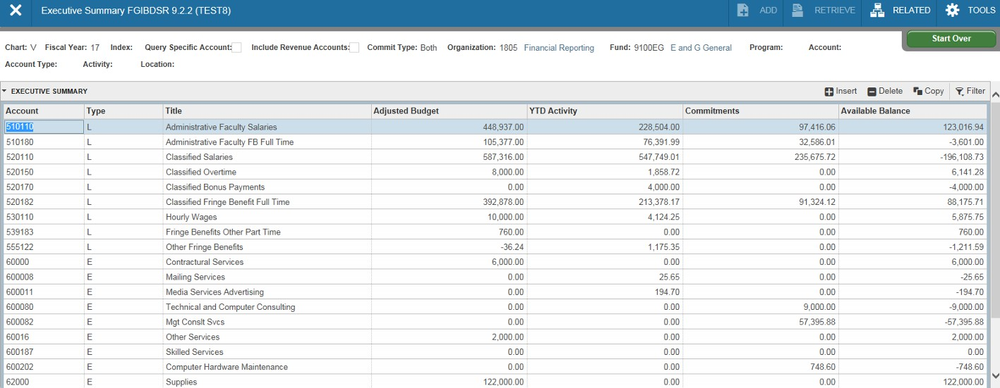 Executive Summary FGIBDSR 9.2.2 (TEST8) ADD RETRIEVE RELATED TOOLS
Start Over
Chart: V Fiscal Year: 17 Index: Query Specific Account: Include Revenue Accounts: Commit Type: Both Organization: 1805 Financial Reporting Fund: 9100EG E and G General Program: Account:
Account Type: Activity: Location:
EXECUTIVE SUMMARY Insert Delete Copy Filter
Account Type Title Adjusted Budget YTD Activity Commitments Available Balance
510110 L Administrative Faculty Salaries 448,937.00 228,504.00 97,416.06 123,016.94
510180 L Administrative Faculty FB Full Time 105,377.00 76,391.99 32,586.01 -3,601.00
520110 L Classified Salaries 587,316.00 547,749.01 235,675.72 -196,108.73
520150 L Classified Overtime 8,000.00 1,858.72 0.00 6,141.28
520170 L Classified Bonus Payments 0.00 4,000.00 0.00 -4,000.00
520182 L Classified Fringe Benefit Full Time 392,878.00 213,378.17 91,324.12 88,175.71
530110 L Hourly Wages 10,000.00 4,124.25 0.00 5,875.75
539183 L Fringe Benefits Other Part Time 760.00 0.00 0.00 760.00
555122 L Other Fringe Benefits -36.24 1,175.35 0.00 -1,211.59
60000 E Contractural Services 6,000.00 0.00 0.00 6,000.00
600008 E Mailing Services 0.00 25.65 0.00 -25.65
600011 E Media Services Advertising 0.00 194.70 0.00 -194.70
600080 E Technical and Computer Consulting 0.00 0.00 9,000.00 -9,000.00
600082 E Mgt Conslt Svcs 0.00 0.00 57,395.88 -57,395.88
60016 E Other Services 2,000.00 0.00 0.00 2,000.00
600187 E Skilled Services 0.00 0.00 0.00 0.00
600202 E Computer Hardware Maintenance 0.00 0.00 748.60 -748.60
62000 E Supplies 122,000.00 0.00 0.00 122,000.00